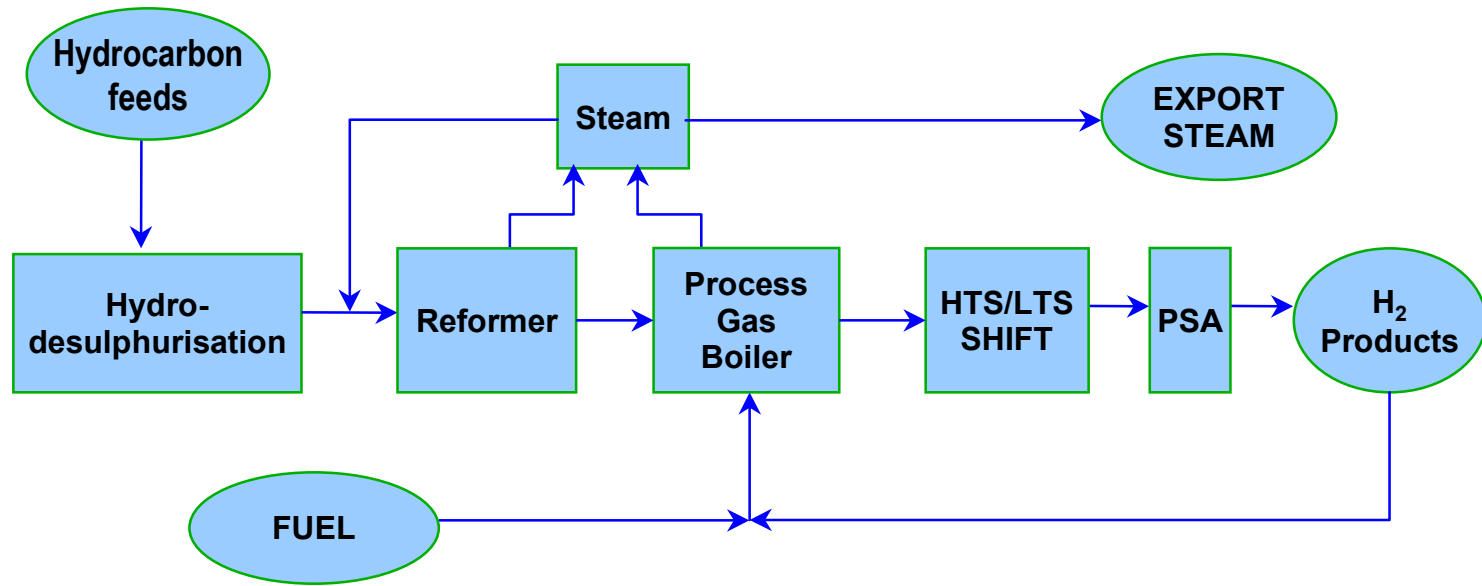 Hydrocarbon
feeds
Steam
EXPORT
STEAM
Hydro-
desulphurisation
Reformer
Process
Gas
Boiler
HTS/LTS
SHIFT
PSA
H₂
Products
FUEL